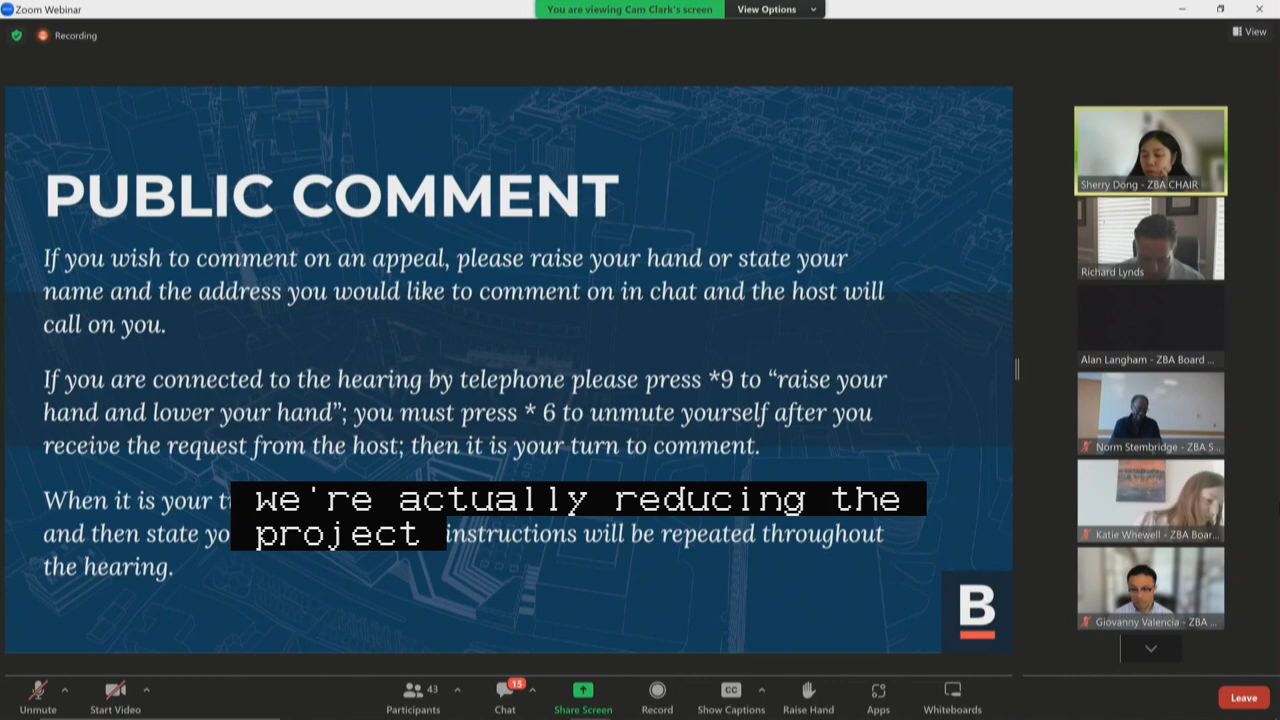 Zoom Webinar
You are viewing Cam Clark's screen
View Options
Recording
View
PUBLIC COMMENT
If you wish to comment on an appeal, please raise your hand or state your
name and the address you would like to comment on in chat and the host will
call on you.
If you are connected to the hearing by telephone please press *9 to “raise your
hand and lower your hand”; you must press * 6 to unmute yourself after you
receive the request from the host; then it is your turn to comment.
When it is your
and then state instructions will be repeated throughout
the hearing.
we're actually reducing the
project
B
Sherry Dong - ZBA CHAIR
Richard Lynds
Alan Langham - ZBA Board ...
Norm Stembridge - ZBA S...
Katie Whewell - ZBA Boar...
Giovanny Valencia - ZBA ...
Unmute
Start Video
43
Participants
15
Chat
Share Screen
Record
CC
Show Captions
Raise Hand
Apps
Whiteboards
Leave